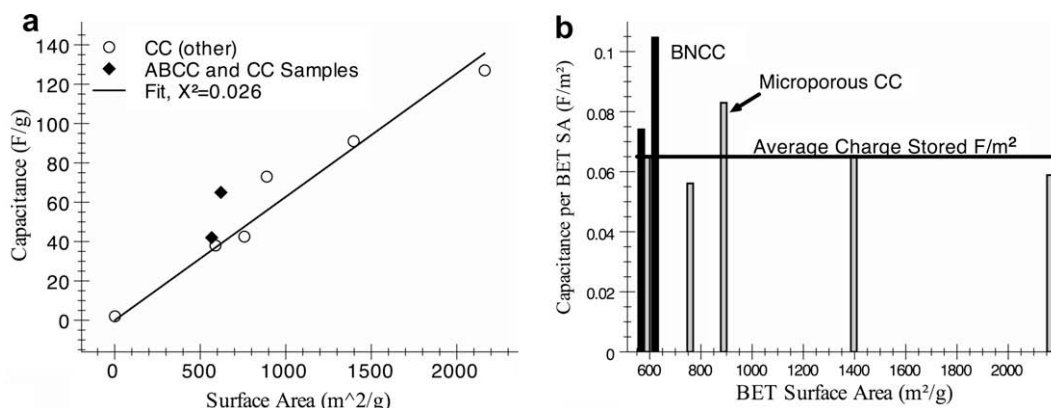 a
CC (other)
ABCC and CC Samples
Fit, X²=0.026
140
120
100
80
60
40
20
0
Capacitance (F/g)
0
500
1000
1500
2000
Surface Area (m^2/g)
b
BNCC
Microporous CC
Average Charge Stored F/m²
0.1
0.08
0.06
0.04
0.02
0
Capacitance per BET SA (F/m²)
600
800
1000
1200
1400
1600
1800
2000
BET Surface Area (m²/g)